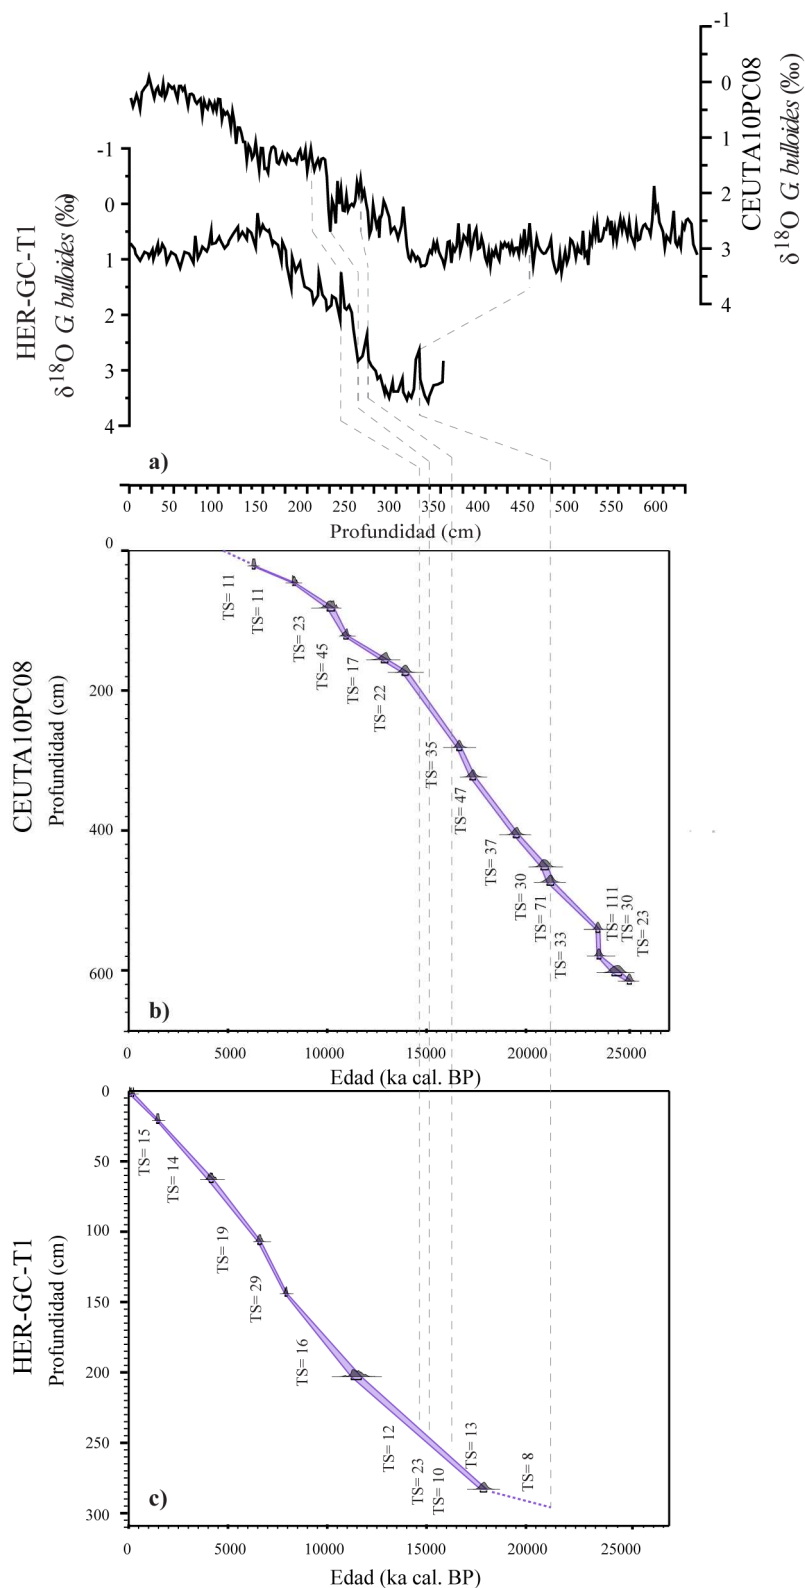 -1
0
1
2
3
4
CEUTA10PC08
δ18O G. bulloides (‰)
-1
0
1
2
3
4
HER-GC-T1
δ18O G. bulloides (‰)
a)
0 50 100 150 200 250 300 350 400 450 500 550 600
Profundidad (cm)
0
200
400
600
CEUTA10PC08
Profundidad (cm)
TS= 11
TS= 11
TS= 23
TS= 45
TS= 17
TS= 22
TS= 35
TS= 47
TS= 37
TS= 30
TS= 71
TS= 33
TS= 111
TS= 30
TS= 23
b)
0 5000 10000 15000 20000 25000
Edad (ka cal. BP)
0
50
100
150
200
250
300
HER-GC-T1
Profundidad (cm)
TS= 15
TS= 14
TS= 19
TS= 29
TS= 16
TS= 12
TS= 23
TS= 10
TS= 13
TS= 8
c)
0 5000 10000 15000 20000 25000
Edad (ka cal. BP)